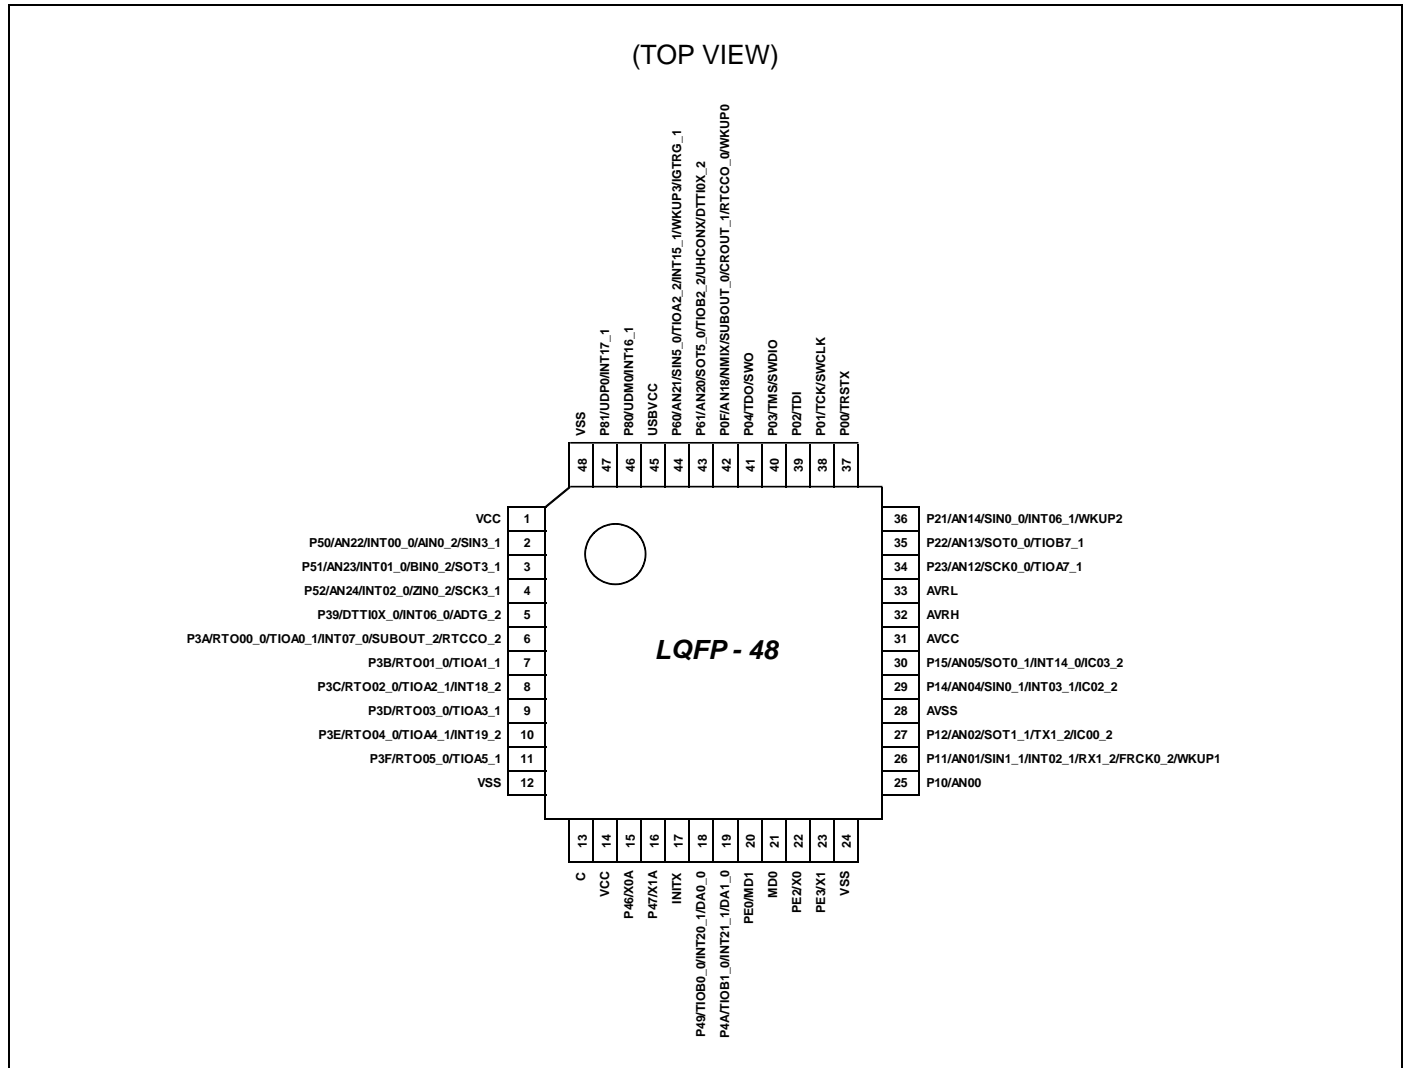 (TOP VIEW)
VSS
P81/UDP0/INT17_1
P80/UDM0/INT16_1
USBVCC
P60/AN21/SIN5_0/TIOA2_2/INT15_1/WKUP3/IGTRG_1
P61/AN20/SOT5_0/TIOB2_2/UHCONX/DTTI0X_2
P0F/AN18/NMIX/SUBOUT_0/CROUT_1/RTCCO_0/WKUP0
P04/TDO/SWO
P03/TMS/SWDIO
P02/TDI
P01/TCK/SWCLK
P00/TRSTX
48
47
46
45
44
43
42
41
40
39
38
37
VCC 1
P50/AN22/INT00_0/AIN0_2/SIN3_1 2
P51/AN23/INT01_0/BIN0_2/SOT3_1 3
P52/AN24/INT02_0/ZIN0_2/SCK3_1 4
P39/DTTI0X_0/INT06_0/ADTG_2 5
P3A/RTO00_0/TIOA0_1/INT07_0/SUBOUT_2/RTCCO_2 6
P3B/RTO01_0/TIOA1_1 7
P3C/RTO02_0/TIOA2_1/INT18_2 8
P3D/RTO03_0/TIOA3_1 9
P3E/RTO04_0/TIOA4_1/INT19_2 10
P3F/RTO05_0/TIOA5_1 11
VSS 12
LQFP - 48
36 P21/AN14/SIN0_0/INT06_1/WKUP2
35 P22/AN13/SOT0_0/TIOB7_1
34 P23/AN12/SCK0_0/TIOA7_1
33 AVRL
32 AVRH
31 AVCC
30 P15/AN05/SOT0_1/INT14_0/IC03_2
29 P14/AN04/SIN0_1/INT03_1/IC02_2
28 AVSS
27 P12/AN02/SOT1_1/TX1_2/IC00_2
26 P11/AN01/SIN1_1/INT02_1/RX1_2/FRCK0_2/WKUP1
25 P10/AN00
13
14
15
16
17
18
19
20
21
22
23
24
C
VCC
P46/X0A
P47/X1A
INITX
P49/TIOB0_0/INT20_1/DA0_0
P4A/TIOB1_0/INT21_1/DA1_0
PE0/MD1
MD0
PE2/X0
PE3/X1
VSS